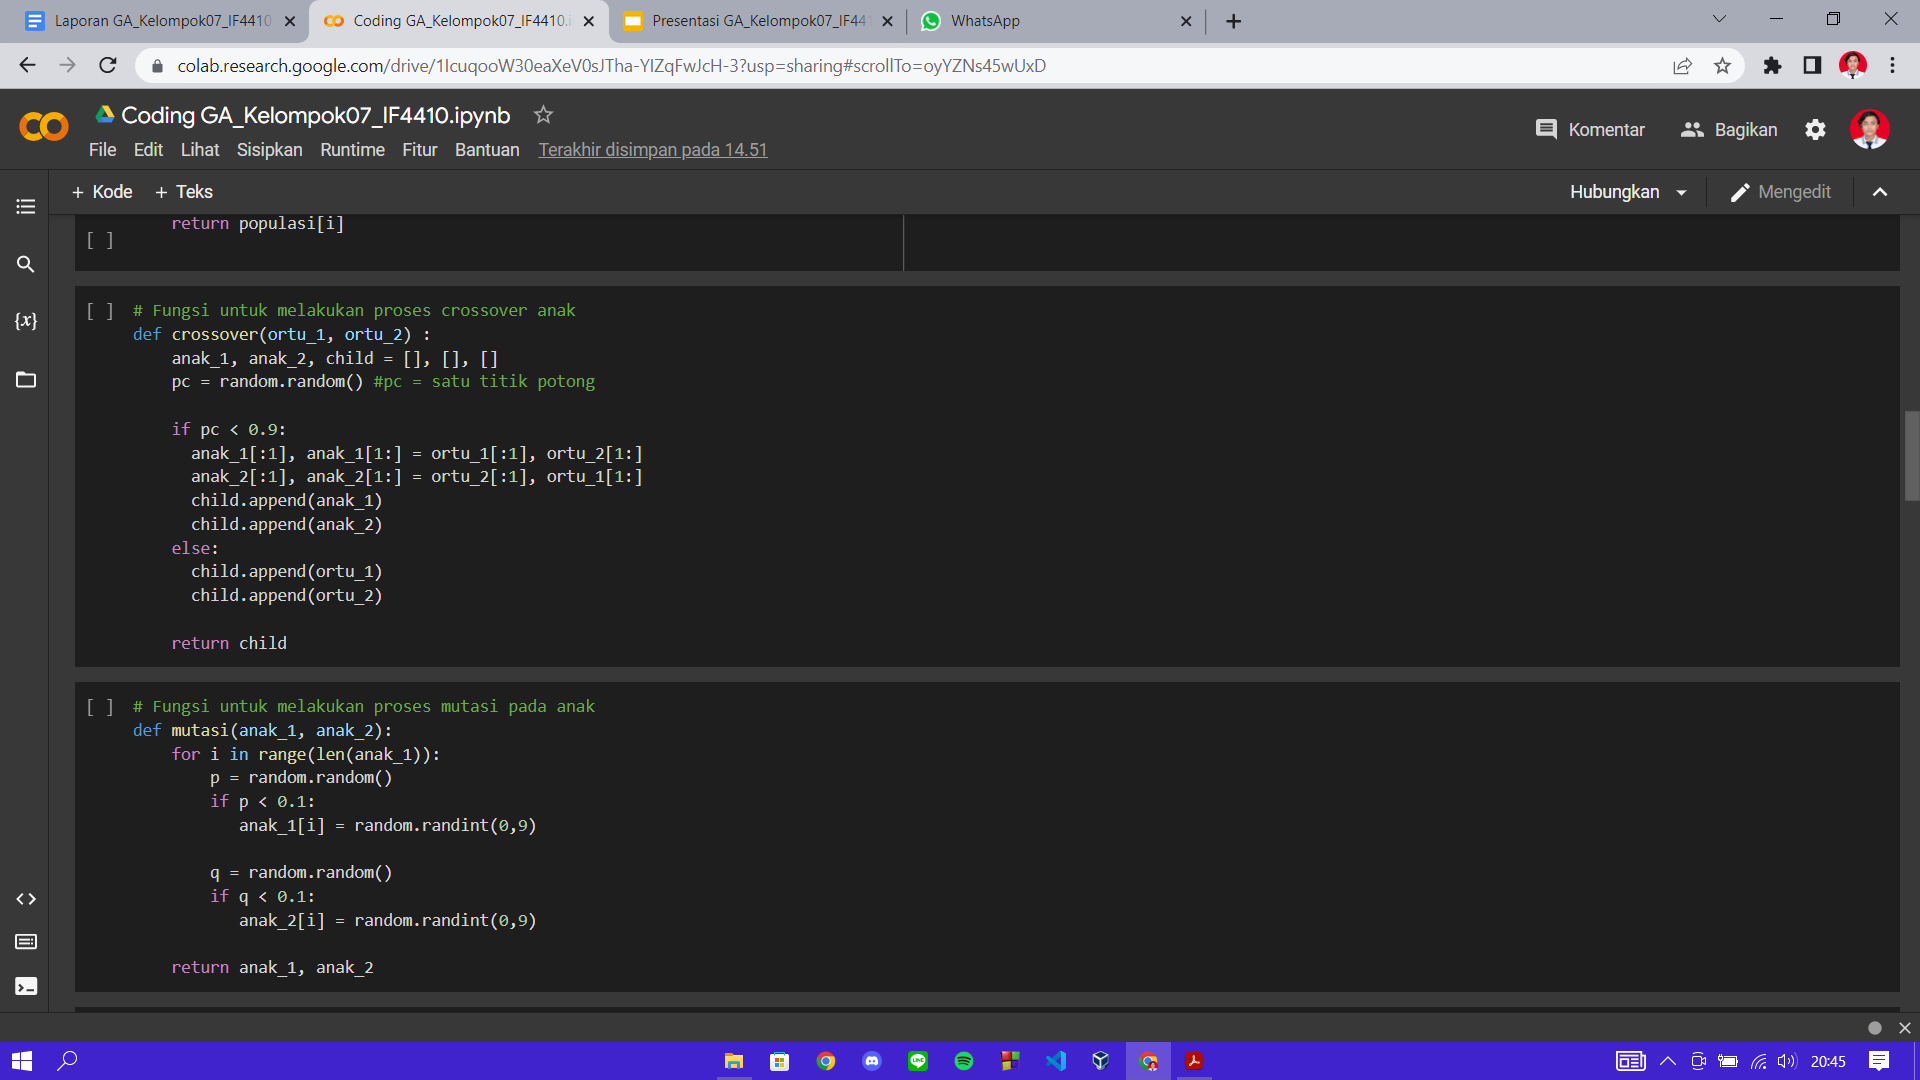 Laporan GA_Kelompok07_IF4410
Coding GA_Kelompok07_IF4410.i
Presentasi GA_Kelompok07_IF441
WhatsApp
colab.research.google.com/drive/1IcuqooW30eaXeV0sJTha-YIZqFwJcH-3?usp=sharing#scrollTo=oyYZNs45wUxD
CO
Coding GA_Kelompok07_IF4410.ipynb
File Edit Lihat Sisipkan Runtime Fitur Bantuan Terakhir disimpan pada 14.51
Komentar
Bagikan
+ Kode + Teks
Hubungkan
Mengedit
{x}
return populasi[i]
[ ]
[ ] # Fungsi untuk melakukan proses crossover anak
def crossover(ortu_1, ortu_2) :
    anak_1, anak_2, child = [], [], []
    pc = random.random() #pc = satu titik potong
    if pc < 0.9:
      anak_1[:1], anak_1[1:] = ortu_1[:1], ortu_2[1:]
      anak_2[:1], anak_2[1:] = ortu_2[:1], ortu_1[1:]
      child.append(anak_1)
      child.append(anak_2)
    else:
      child.append(ortu_1)
      child.append(ortu_2)
    return child
[ ] # Fungsi untuk melakukan proses mutasi pada anak
def mutasi(anak_1, anak_2):
    for i in range(len(anak_1)):
        p = random.random()
        if p < 0.1:
           anak_1[i] = random.randint(0,9)
        q = random.random()
        if q < 0.1:
           anak_2[i] = random.randint(0,9)
    return anak_1, anak_2
20:45